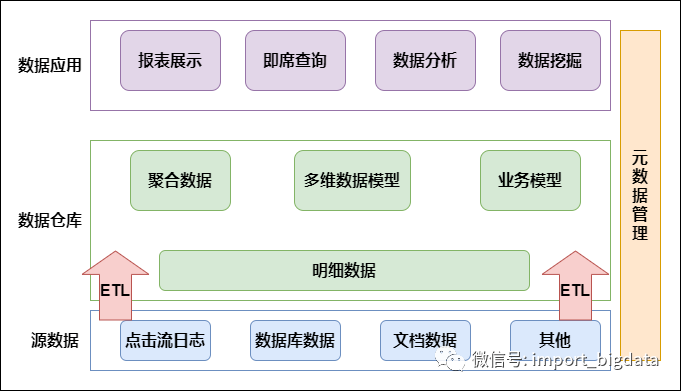 数据应用
报表展示
即席查询
数据分析
数据挖掘
数据仓库
聚合数据
多维数据模型
业务模型
明细数据
ETL
ETL
源数据
点击流日志
数据库数据
文档数据
其他
元数据管理
微信号: import_bigdata